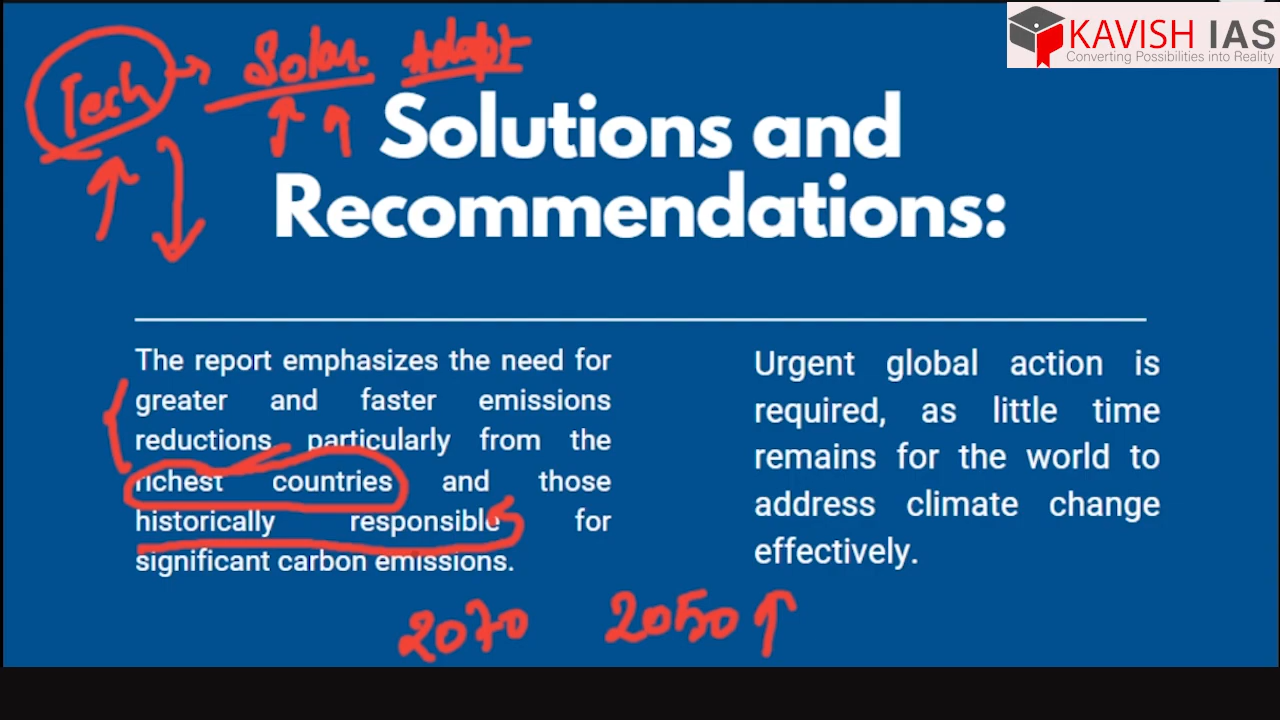 KAVISH IAS
Converting Possibilities into Reality
Tech Solar. Adapt
Solutions and
Recommendations:
The report emphasizes the need for
greater and faster emissions
reductions particularly from the
richest countries and those
historically responsible for
significant carbon emissions.
Urgent global action is
required, as little time
remains for the world to
address climate change
effectively.
2070 2050